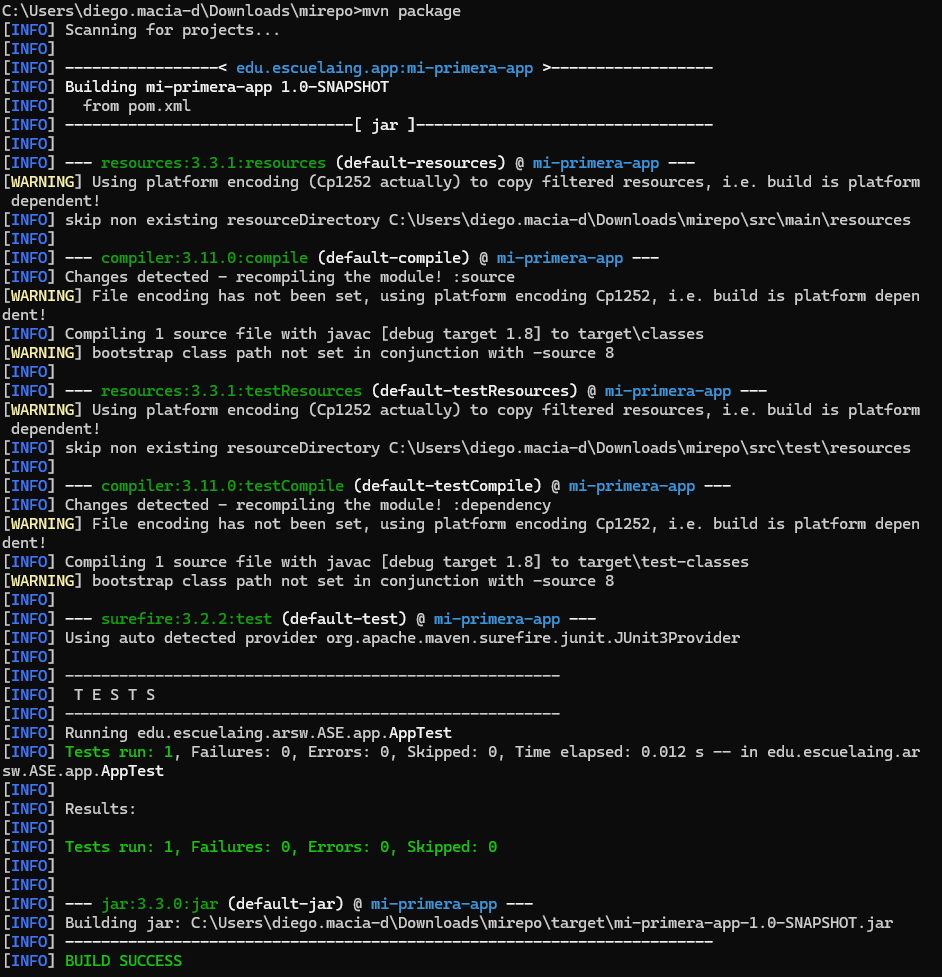 C:\Users\diego.macia-d\Downloads\mirepo>mvn package
[INFO] Scanning for projects...
[INFO]
[INFO] -----------------< edu.escuelaing.app:mi-primera-app >------------------
[INFO] Building mi-primera-app 1.0-SNAPSHOT
[INFO]   from pom.xml
[INFO] --------------------------------[ jar ]---------------------------------
[INFO]
[INFO] --- resources:3.3.1:resources (default-resources) @ mi-primera-app ---
[WARNING] Using platform encoding (Cp1252 actually) to copy filtered resources, i.e. build is platform
 dependent!
[INFO] skip non existing resourceDirectory C:\Users\diego.macia-d\Downloads\mirepo\src\main\resources
[INFO]
[INFO] --- compiler:3.11.0:compile (default-compile) @ mi-primera-app ---
[INFO] Changes detected - recompiling the module! :source
[WARNING] File encoding has not been set, using platform encoding Cp1252, i.e. build is platform depen
dent!
[INFO] Compiling 1 source file with javac [debug target 1.8] to target\classes
[WARNING] bootstrap class path not set in conjunction with -source 8
[INFO]
[INFO] --- resources:3.3.1:testResources (default-testResources) @ mi-primera-app ---
[WARNING] Using platform encoding (Cp1252 actually) to copy filtered resources, i.e. build is platform
 dependent!
[INFO] skip non existing resourceDirectory C:\Users\diego.macia-d\Downloads\mirepo\src\test\resources
[INFO]
[INFO] --- compiler:3.11.0:testCompile (default-testCompile) @ mi-primera-app ---
[INFO] Changes detected - recompiling the module! :dependency
[WARNING] File encoding has not been set, using platform encoding Cp1252, i.e. build is platform depen
dent!
[INFO] Compiling 1 source file with javac [debug target 1.8] to target\test-classes
[WARNING] bootstrap class path not set in conjunction with -source 8
[INFO]
[INFO] --- surefire:3.2.2:test (default-test) @ mi-primera-app ---
[INFO] Using auto detected provider org.apache.maven.surefire.junit.JUnit3Provider
[INFO]
[INFO] -------------------------------------------------------
[INFO]  T E S T S
[INFO] -------------------------------------------------------
[INFO] Running edu.escuelaing.arsw.ASE.app.AppTest
[INFO] Tests run: 1, Failures: 0, Errors: 0, Skipped: 0, Time elapsed: 0.012 s -- in edu.escuelaing.ar
sw.ASE.app.AppTest
[INFO]
[INFO] Results:
[INFO]
[INFO] Tests run: 1, Failures: 0, Errors: 0, Skipped: 0
[INFO]
[INFO]
[INFO] --- jar:3.3.0:jar (default-jar) @ mi-primera-app ---
[INFO] Building jar: C:\Users\diego.macia-d\Downloads\mirepo\target\mi-primera-app-1.0-SNAPSHOT.jar
[INFO] ------------------------------------------------------------------------
[INFO] BUILD SUCCESS